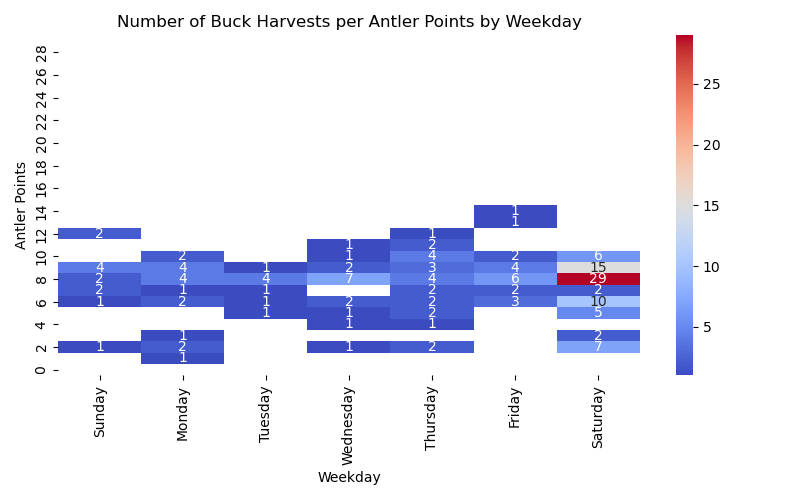 Number of Buck Harvests per Antler Points by Weekday
Antler Points
28
26
24
22
20
18
16
14 1
1
12 2 1
1 2
10 2 1 4 2 6
4 4 1 2 3 4 15
8 2 4 4 7 4 6 29
2 1 1 2 2 2
6 1 2 1 2 2 3 10
1 1 2 5
4 1 1
1 2
2 1 2 1 2 7
1
0
Sunday
Monday
Tuesday
Wednesday
Thursday
Friday
Saturday
Weekday
25
20
15
10
5